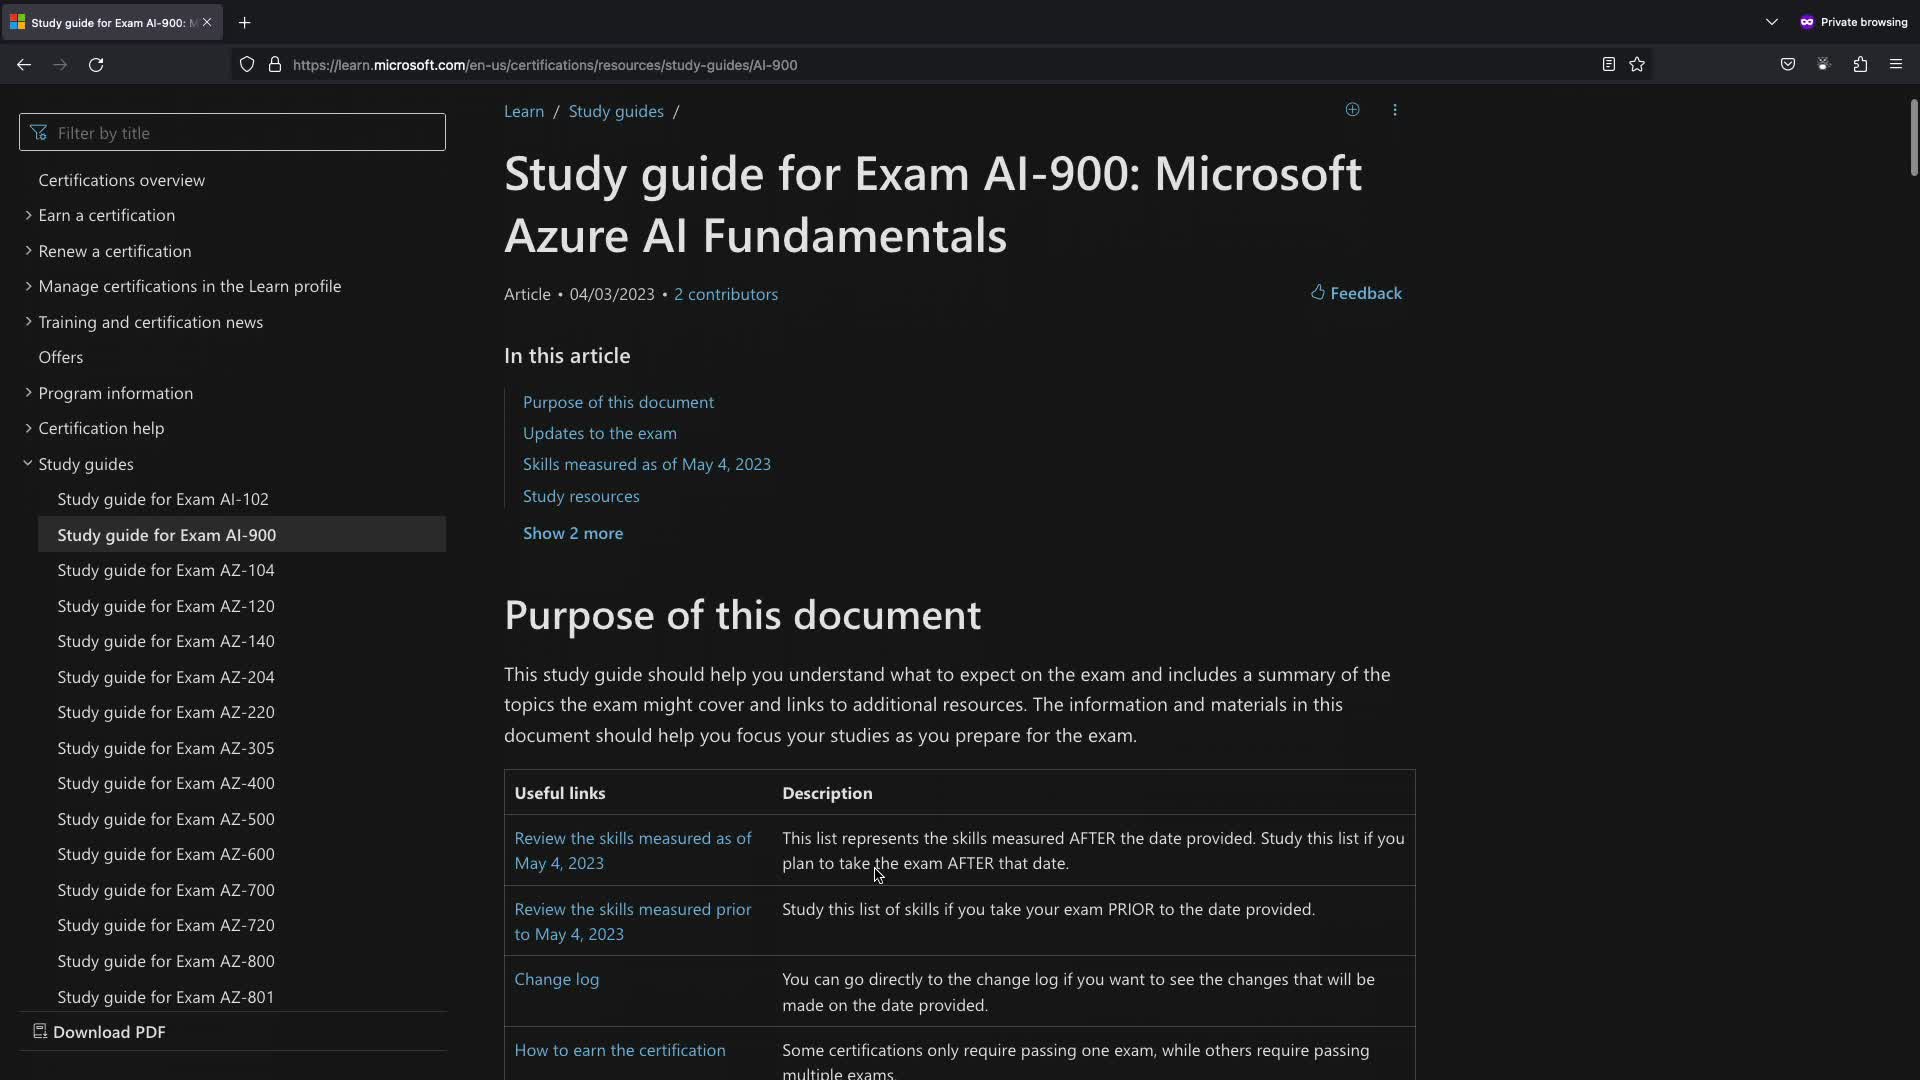 Study guide for Exam AI-900: M
Private browsing
https://learn.microsoft.com/en-us/certifications/resources/study-guides/AI-900
Filter by title
Certifications overview
Earn a certification
Renew a certification
Manage certifications in the Learn profile
Training and certification news
Offers
Program information
Certification help
Study guides
Study guide for Exam AI-102
Study guide for Exam AI-900
Study guide for Exam AZ-104
Study guide for Exam AZ-120
Study guide for Exam AZ-140
Study guide for Exam AZ-204
Study guide for Exam AZ-220
Study guide for Exam AZ-305
Study guide for Exam AZ-400
Study guide for Exam AZ-500
Study guide for Exam AZ-600
Study guide for Exam AZ-700
Study guide for Exam AZ-720
Study guide for Exam AZ-800
Study guide for Exam AZ-801
Download PDF
Learn / Study guides /
Study guide for Exam AI-900: Microsoft
Azure AI Fundamentals
Article • 04/03/2023 • 2 contributors
Feedback
In this article
Purpose of this document
Updates to the exam
Skills measured as of May 4, 2023
Study resources
Show 2 more
Purpose of this document
This study guide should help you understand what to expect on the exam and includes a summary of the
topics the exam might cover and links to additional resources. The information and materials in this
document should help you focus your studies as you prepare for the exam.
Useful links Description
Review the skills measured as of
May 4, 2023
This list represents the skills measured AFTER the date provided. Study this list if you
plan to take the exam AFTER that date.
Review the skills measured prior
to May 4, 2023
Study this list of skills if you take your exam PRIOR to the date provided.
Change log
You can go directly to the change log if you want to see the changes that will be
made on the date provided.
How to earn the certification
Some certifications only require passing one exam, while others require passing
multiple exams.